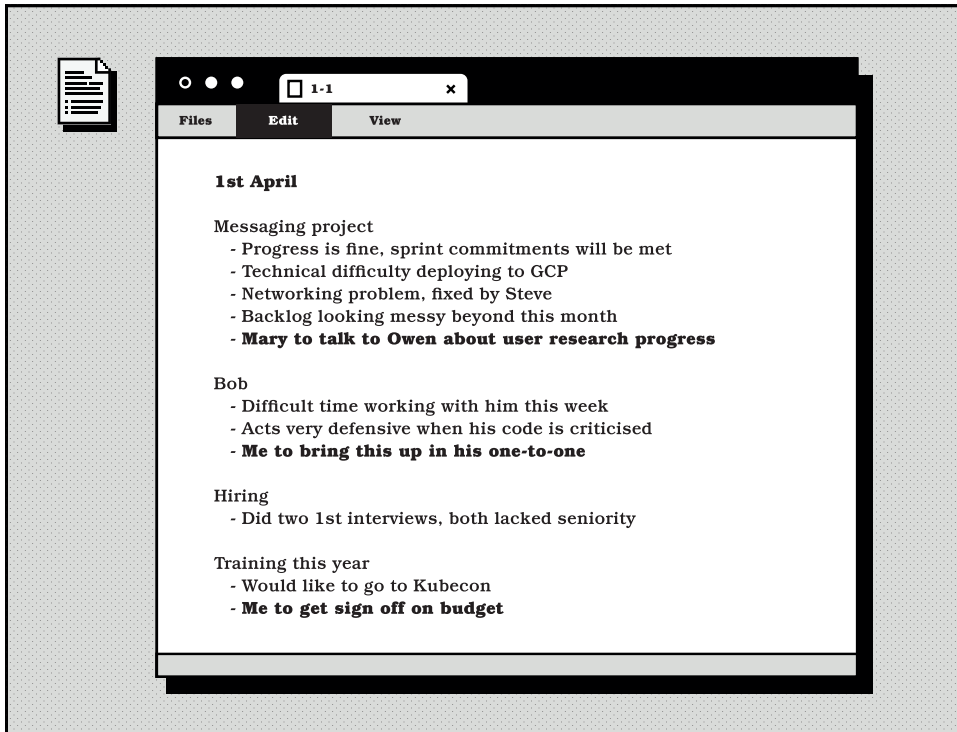 1-1 ×
Files Edit View
1st April
Messaging project
- Progress is fine, sprint commitments will be met
- Technical difficulty deploying to GCP
- Networking problem, fixed by Steve
- Backlog looking messy beyond this month
- Mary to talk to Owen about user research progress
Bob
- Difficult time working with him this week
- Acts very defensive when his code is criticised
- Me to bring this up in his one-to-one
Hiring
- Did two 1st interviews, both lacked seniority
Training this year
- Would like to go to Kubecon
- Me to get sign off on budget